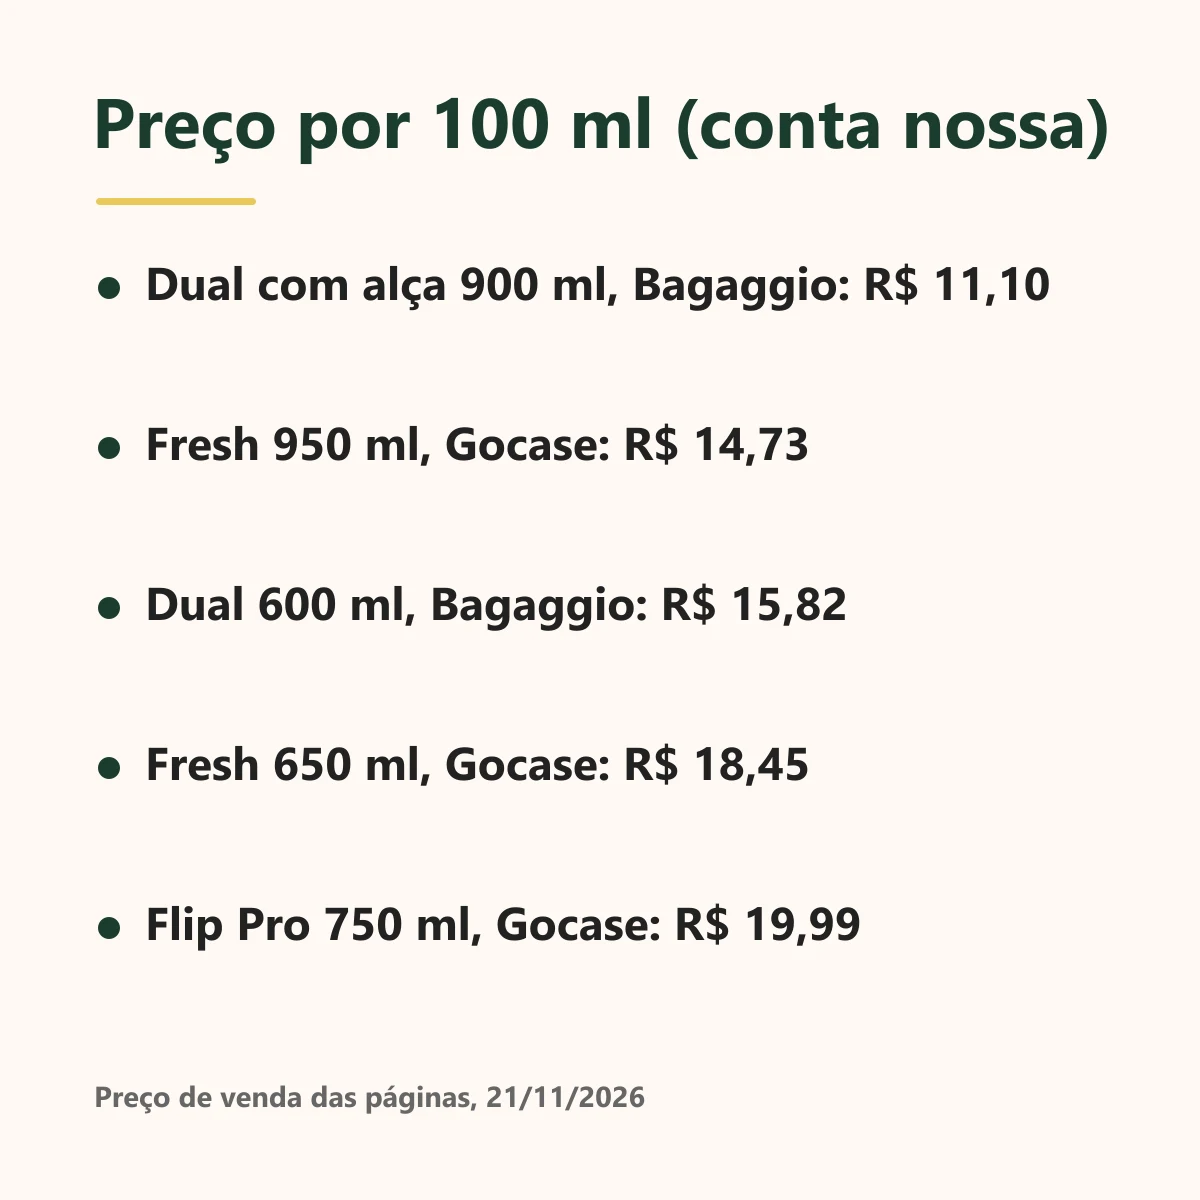 Preço por 100 ml (conta nossa)
● Dual com alça 900 ml, Bagaggio: R$ 11,10
● Fresh 950 ml, Gocase: R$ 14,73
● Dual 600 ml, Bagaggio: R$ 15,82
● Fresh 650 ml, Gocase: R$ 18,45
● Flip Pro 750 ml, Gocase: R$ 19,99
Preço de venda das páginas, 21/11/2026